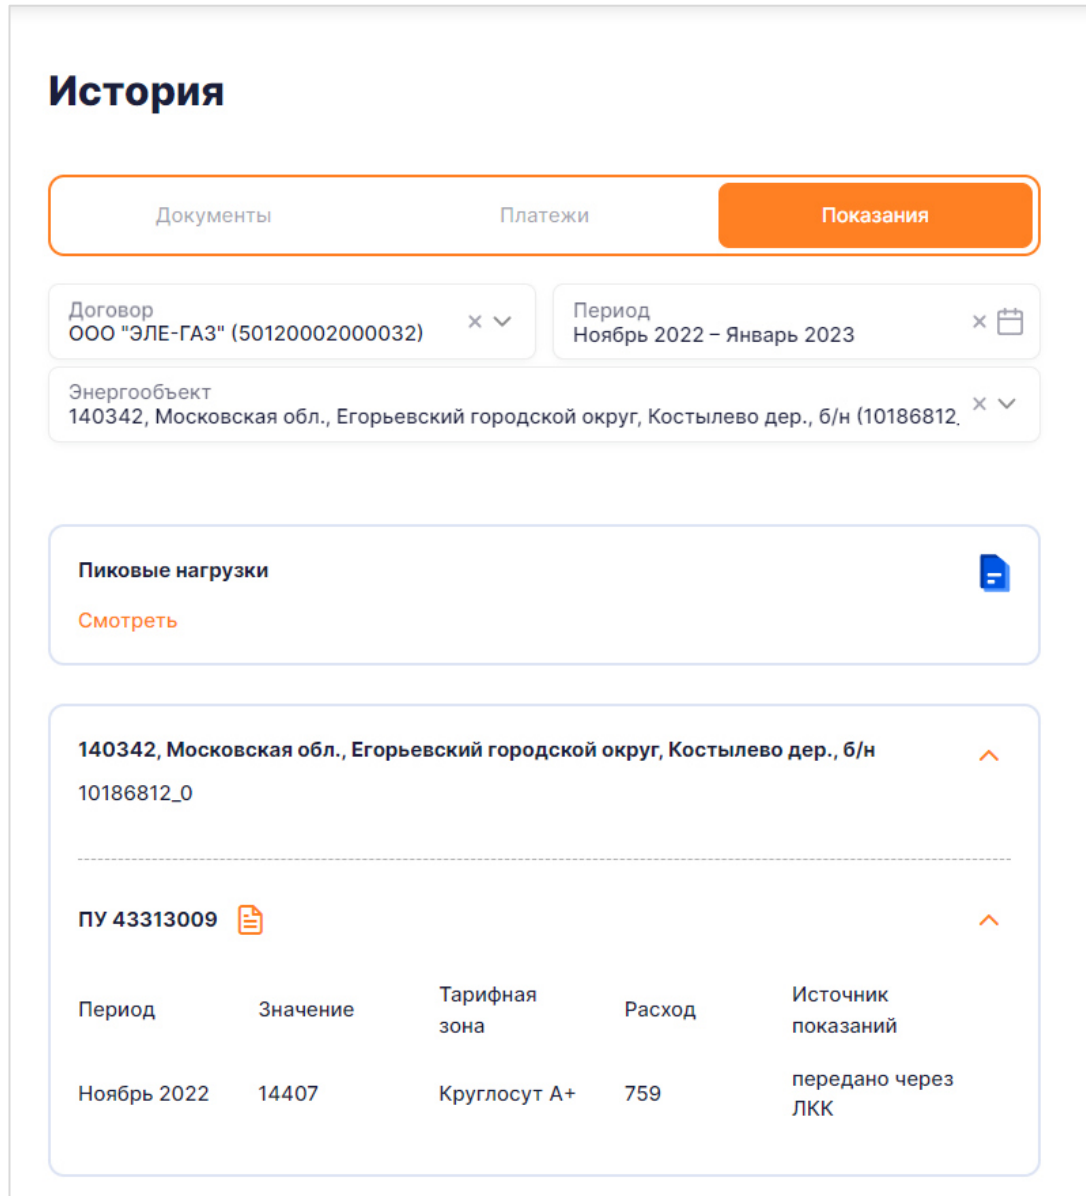 История
Документы Платежи Показания
Договор
ООО "ЭЛЕ-ГАЗ" (50120002000032)
Период
Ноябрь 2022 – Январь 2023
Энергообъект
140342, Московская обл., Егорьевский городской округ, Костылево дер., б/н (10186812_
Пиковые нагрузки
Смотреть
140342, Московская обл., Егорьевский городской округ, Костылево дер., б/н
10186812_0
ПУ 43313009
Период Значение Тарифная зона Расход Источник показаний
Ноябрь 2022 14407 Круглосут А+ 759 передано через ЛКК